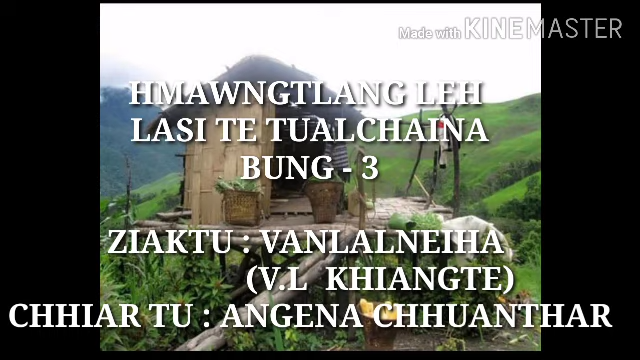 Made with KINEMASTER
HMAWNGTLANG LEH
LASI TE TUALCHAINA
BUNG - 3
ZIAKTU : VANLALNEIHA
(V.L KHIANGTE)
CHHIAR TU : ANGENA CHHUANTHAR